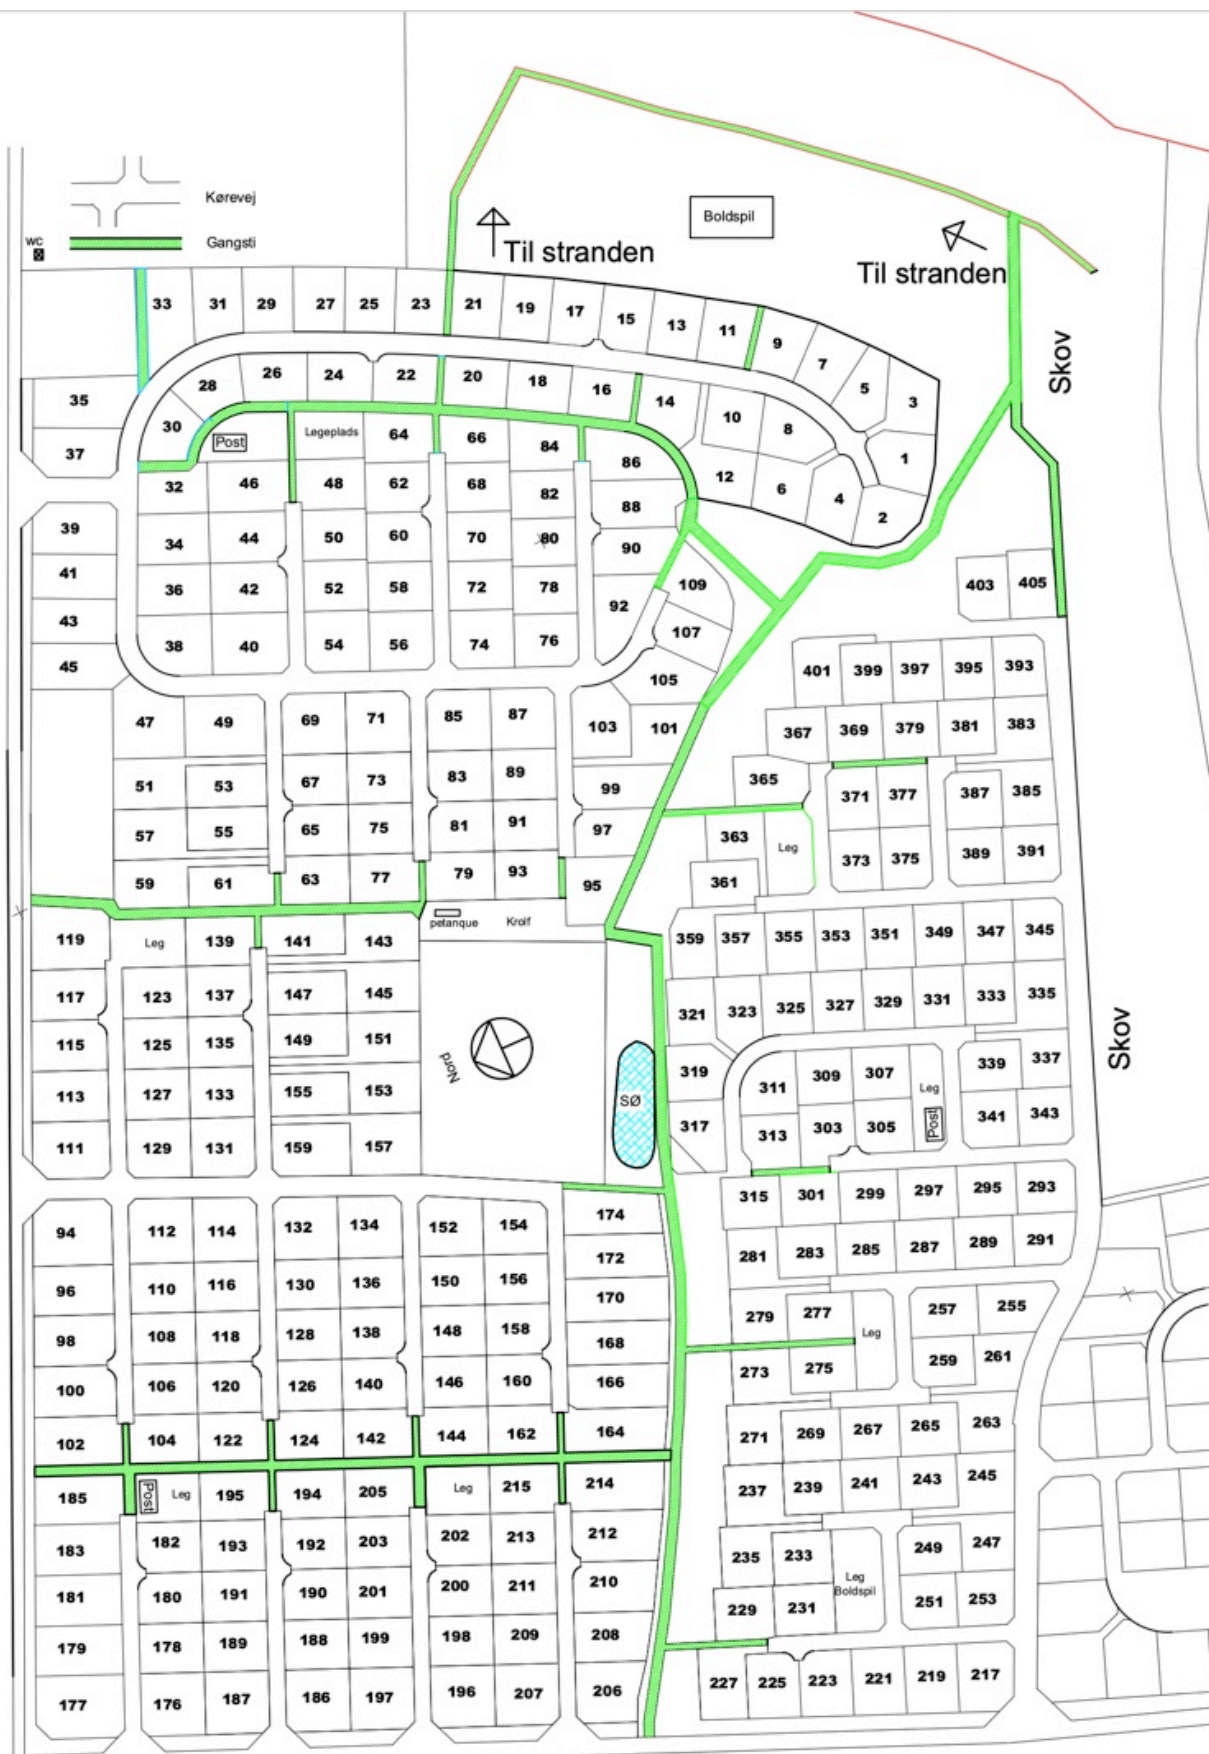 Kørevej
WC
Gangsti
Boldspil
Til stranden
Til stranden
Skov
33 31 29 27 25 23 21 19 17 15 13 11 9 7 5 3 1
35
37
30 28 26 24 22 20 18 16 14 10 8
12 6 4 2
Post
Legeplads
64 66 84 86
32 46 48 62 68 82 88
39
34 44 50 60 70 80 90
41
36 42 52 58 72 78 92 109
43
38 40 54 56 74 76 107
45
105
403 405
47 49 69 71 85 87 103 101
51 53 67 73 83 89 99
57 55 65 75 81 91 97
59 61 63 77 79 93 95
401 399 397 395 393
367 369 379 381 383
365 371 377 387 385
363 Leg 373 375 389 391
361
petanque Krolf
119 Leg 139 141 143
117 123 137 147 145
115 125 135 149 151
113 127 133 155 153
111 129 131 159 157
Nord
SØ
359 357 355 353 351 349 347 345
321 323 325 327 329 331 333 335
319 311 309 307 Leg 339 337
317 313 303 305 Post 341 343
Skov
315 301 299 297 295 293
281 283 285 287 289 291
279 277 Leg 257 255
273 275 259 261
271 269 267 265 263
237 239 241 243 245
235 233 249 247
Leg
Boldspil
229 231 251 253
227 225 223 221 219 217
94 112 114 132 134 152 154 174
172
96 110 116 130 136 150 156 170
98 108 118 128 138 148 158 168
100 106 120 126 140 146 160 166
102 104 122 124 142 144 162 164
185 Post Leg 195 194 205 Leg 215 214
183 182 193 192 203 202 213 212
181 180 191 190 201 200 211 210
179 178 189 188 199 198 209 208
177 176 187 186 197 196 207 206